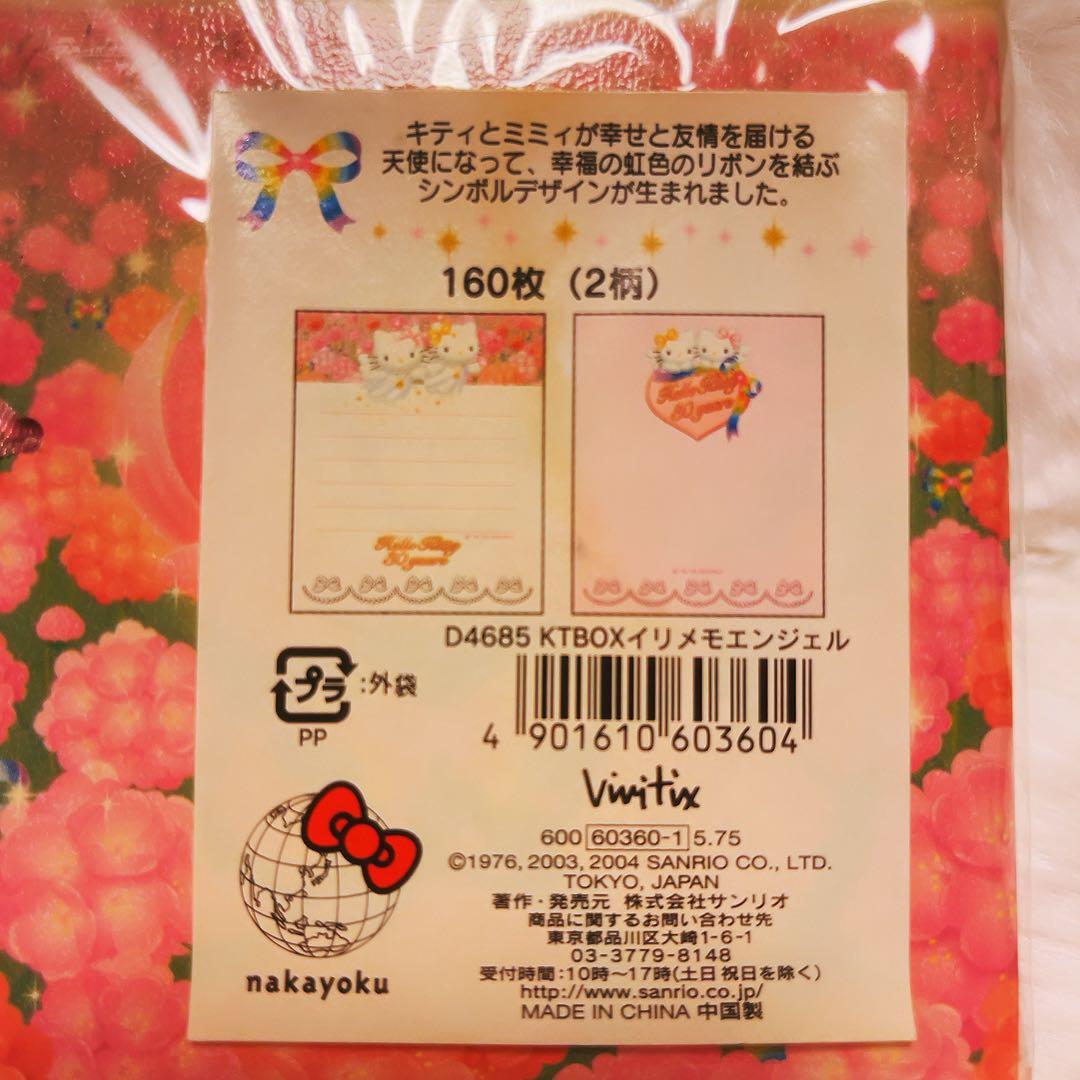 キティとミミィが幸せと友情を届ける
天使になって、幸福の虹色のリボンを結ぶ
シンボルデザインが生まれました。
160枚（2柄）
Hello Kitty
30 years
Hello Kitty
30 years
D4685 KTBOXイリメモエンジェル
プラ:外袋
PP
4 901610 603604
Vivitix
600 60360-1 5.75
©1976, 2003, 2004 SANRIO CO., LTD.
TOKYO, JAPAN
著作・発売元 株式会社サンリオ
商品に関するお問い合わせ先
東京都品川区大崎1-6-1
03-3779-8148
受付時間:10時〜17時(土日祝日を除く)
http://www.sanrio.co.jp/
MADE IN CHINA 中国製
nakayoku